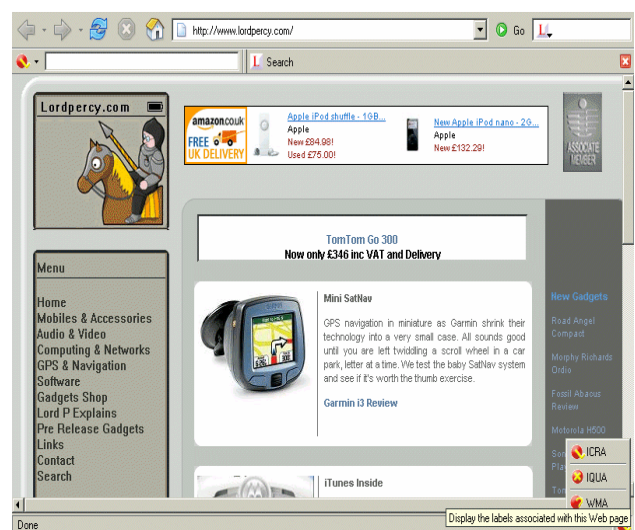 http://www.lordpercy.com/
Go
L
Search
Lordpercy.com
amazon.co.uk
FREE
UK DELIVERY
Apple iPod shuffle - 1GB...
Apple
New £84.98!
Used £75.00!
New Apple iPod nano - 2G...
Apple
New £132.29!
ASSOCIATE
MEMBER
TomTom Go 300
Now only £346 inc VAT and Delivery
Menu
Home
Mobiles & Accessories
Audio & Video
Computing & Networks
GPS & Navigation
Software
Gadgets Shop
Lord P Explains
Pre Release Gadgets
Links
Contact
Search
Mini SatNav
GPS navigation in miniature as Garmin shrink their
technology into a very small case. All sounds good
until you are left twiddling a scroll wheel in a car
park, letter at a time. We test the baby SatNav system
and see if it's worth the thumb exercise.
Garmin i3 Review
iTunes Inside
New Gadgets
Road Angel
Compact
Morphy Richards
Ordio
Fossil Abacus
Review
Motorola H500
ICRA
IQUA
WMA
Display the labels associated with this Web page
Done